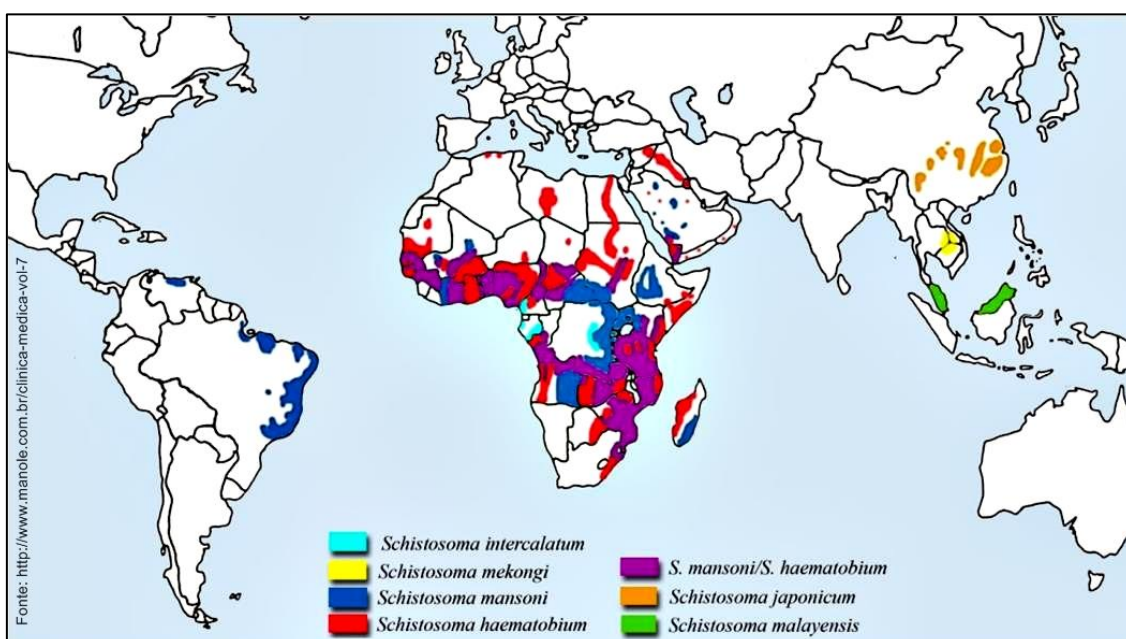 Fonte: http://www.manole.com.br/clinica-medica-vol-7
Schistosoma intercalatum
Schistosoma mekongi
Schistosoma mansoni
Schistosoma haematobium
S. mansoni/S. haematobium
Schistosoma japonicum
Schistosoma malayensis